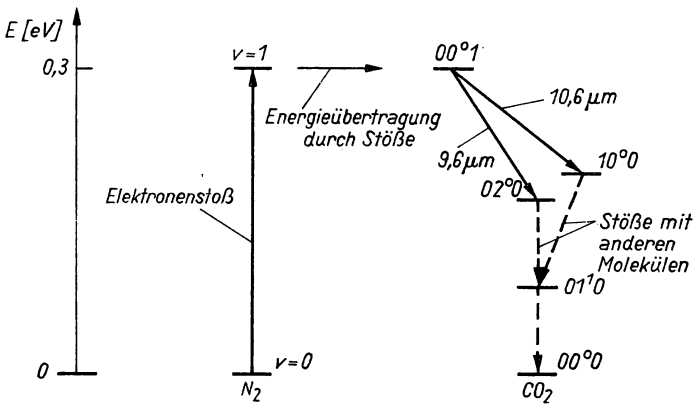 E [eV]
0,3
0
v=1
Elektronenstoß
v=0
N₂
Energieübertragung
durch Stöße
00°1
10,6 µm
9,6 µm
10°0
02°0
Stöße mit
anderen
Molekülen
01¹0
00°0
CO₂